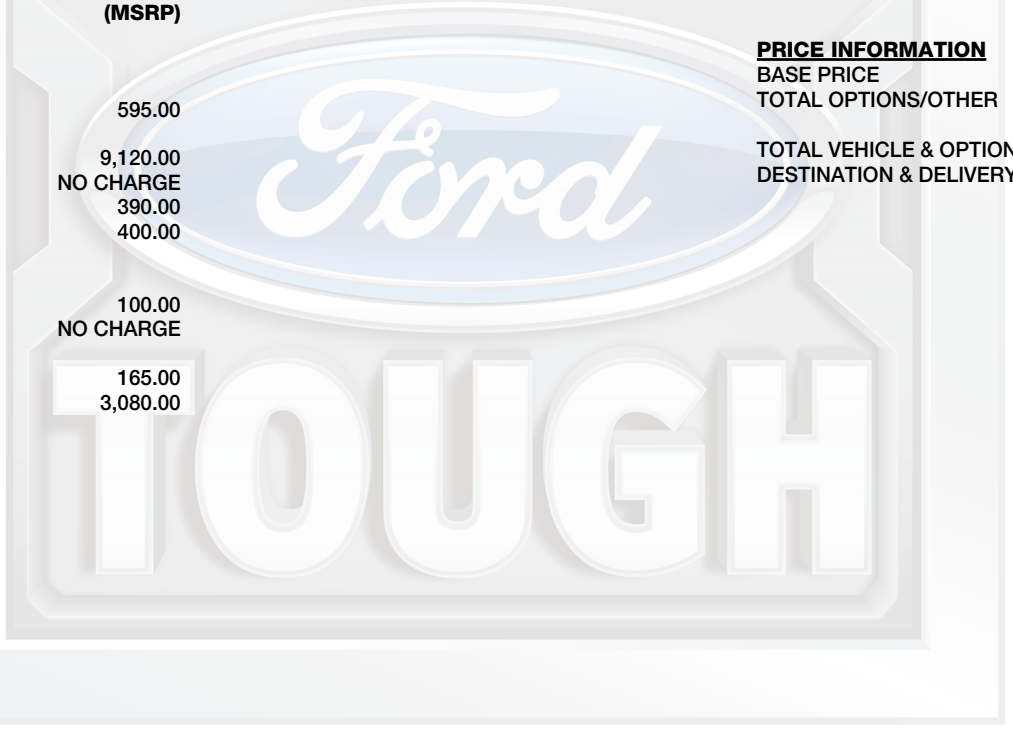 (MSRP)
595.00
9,120.00
NO CHARGE
390.00
400.00
100.00
NO CHARGE
165.00
3,080.00
PRICE INFORMATION
BASE PRICE
TOTAL OPTIONS/OTHER
TOTAL VEHICLE & OPTION
DESTINATION & DELIVERY
Ford
TOUGH